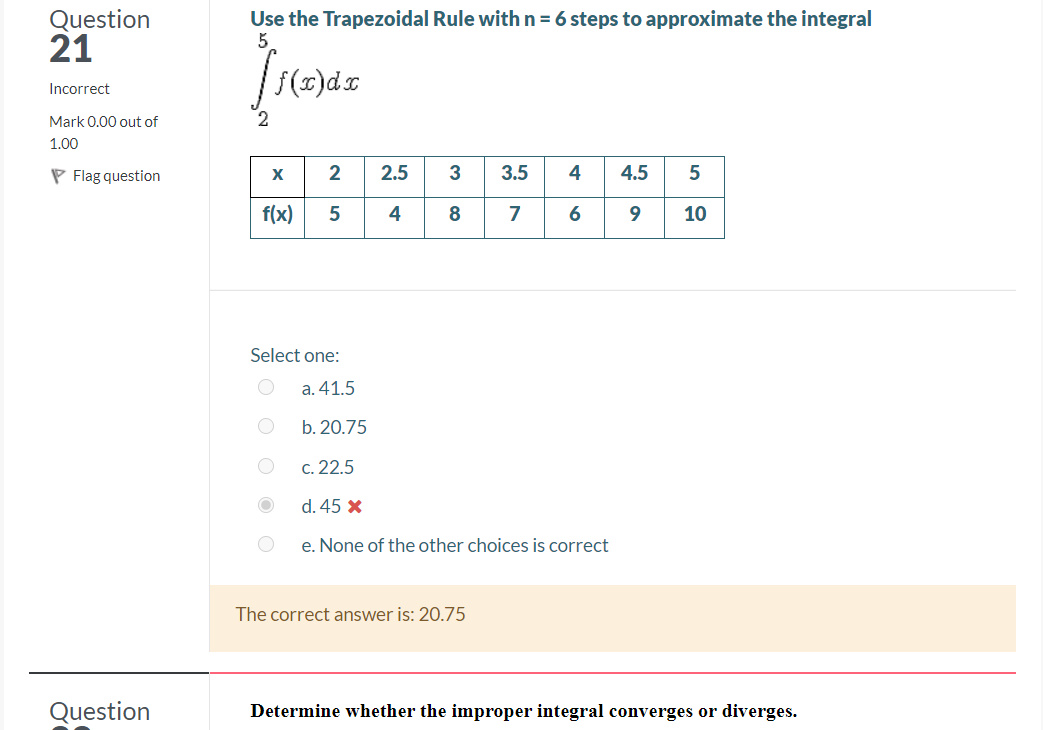 Question
21
Incorrect
Mark 0.00 out of
1.00
Flag question
Use the Trapezoidal Rule with n = 6 steps to approximate the integral
5
∫ f(x)dx
2
x 2 2.5 3 3.5 4 4.5 5
f(x) 5 4 8 7 6 9 10
Select one:
a. 41.5
b. 20.75
c. 22.5
d. 45 ✖
e. None of the other choices is correct
The correct answer is: 20.75
Question
Determine whether the improper integral converges or diverges.